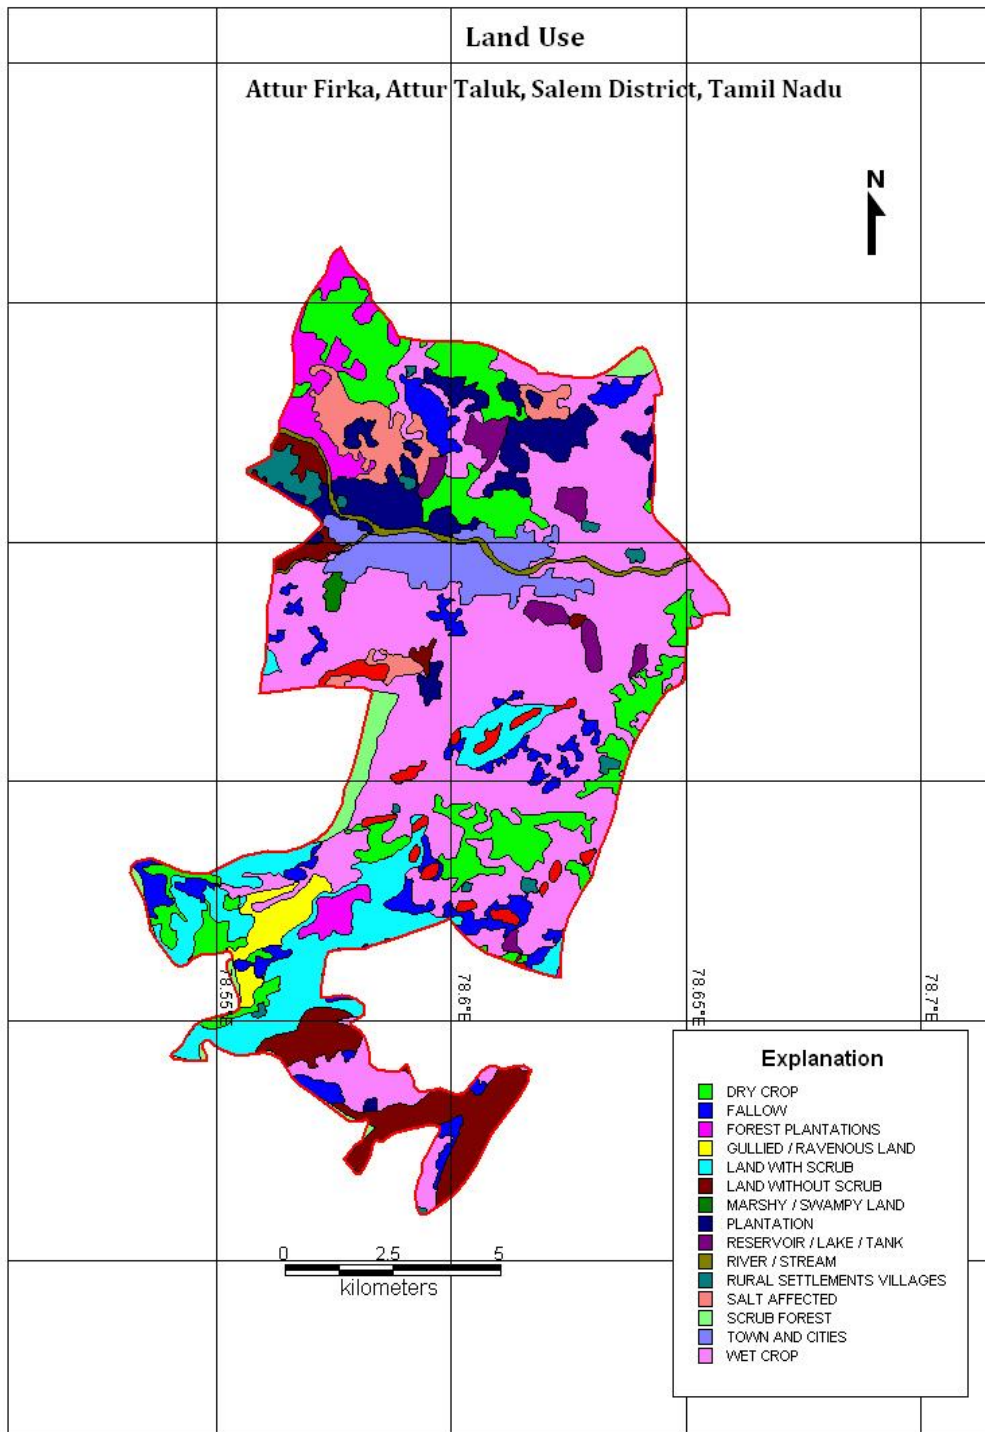 Land Use
Attur Firka, Attur Taluk, Salem District, Tamil Nadu
N
78.55°E
78.6°E
78.65°E
78.7°E
Explanation
DRY CROP
FALLOW
FOREST PLANTATIONS
GULLIED / RAVENOUS LAND
LAND WITH SCRUB
LAND WITHOUT SCRUB
MARSHY / SWAMPY LAND
PLANTATION
RESERVOIR / LAKE / TANK
RIVER / STREAM
RURAL SETTLEMENTS VILLAGES
SALT AFFECTED
SCRUB FOREST
TOWN AND CITIES
WET CROP
0 2.5 5
kilometers